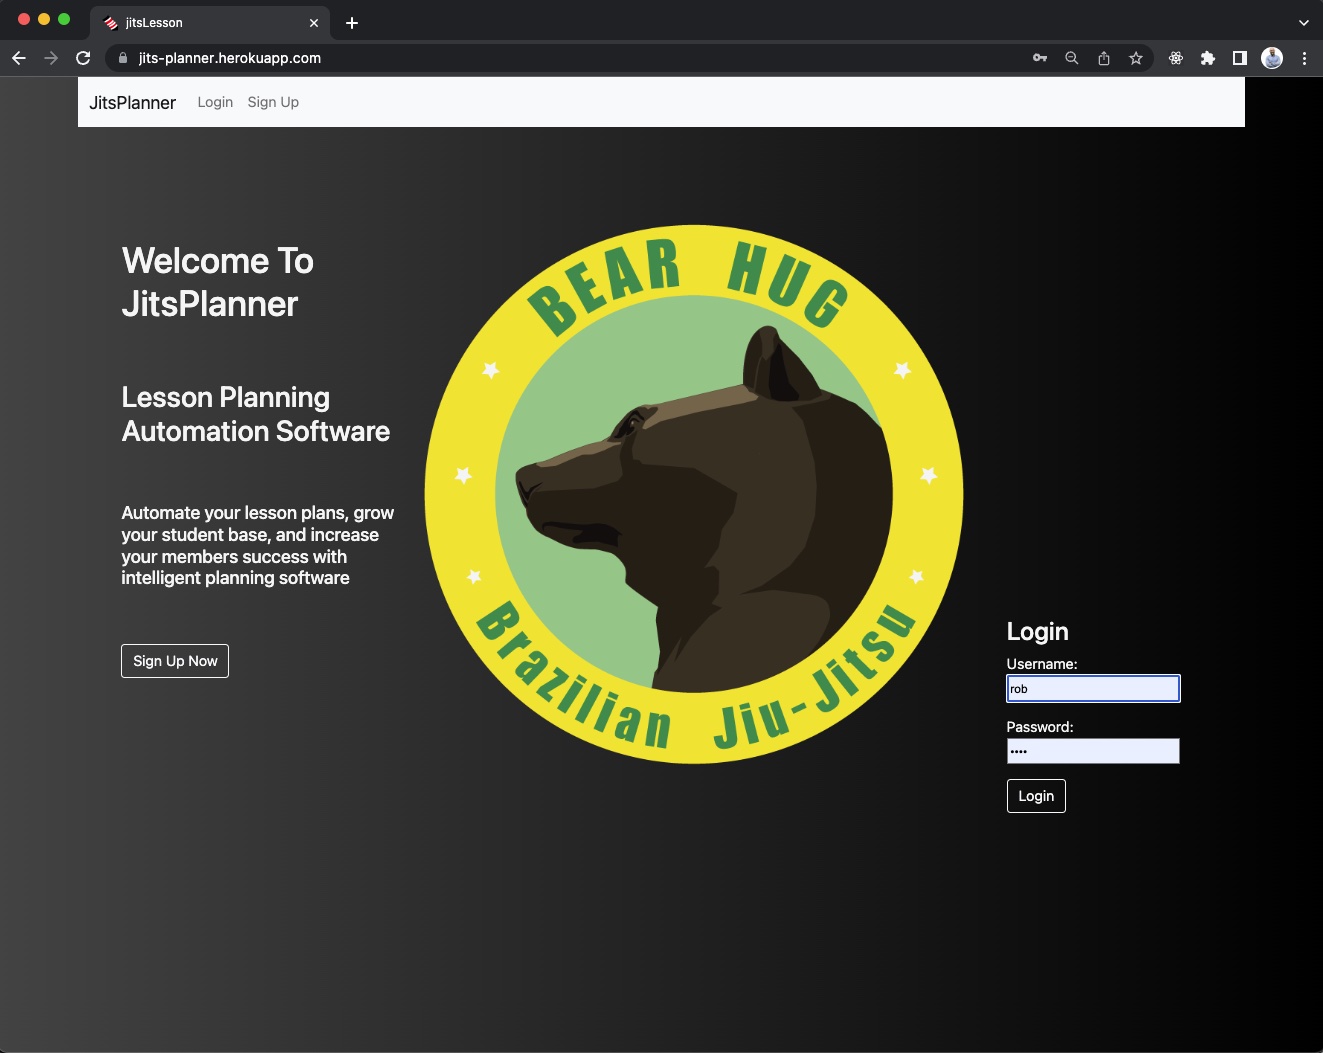 jitsLesson
jits-planner.herokuapp.com
JitsPlanner Login Sign Up
Welcome To
JitsPlanner
Lesson Planning
Automation Software
Automate your lesson plans, grow
your student base, and increase
your members success with
intelligent planning software
Sign Up Now
BEAR HUG
Brazilian Jiu-Jitsu
Login
Username:
rob
Password:
••••
Login